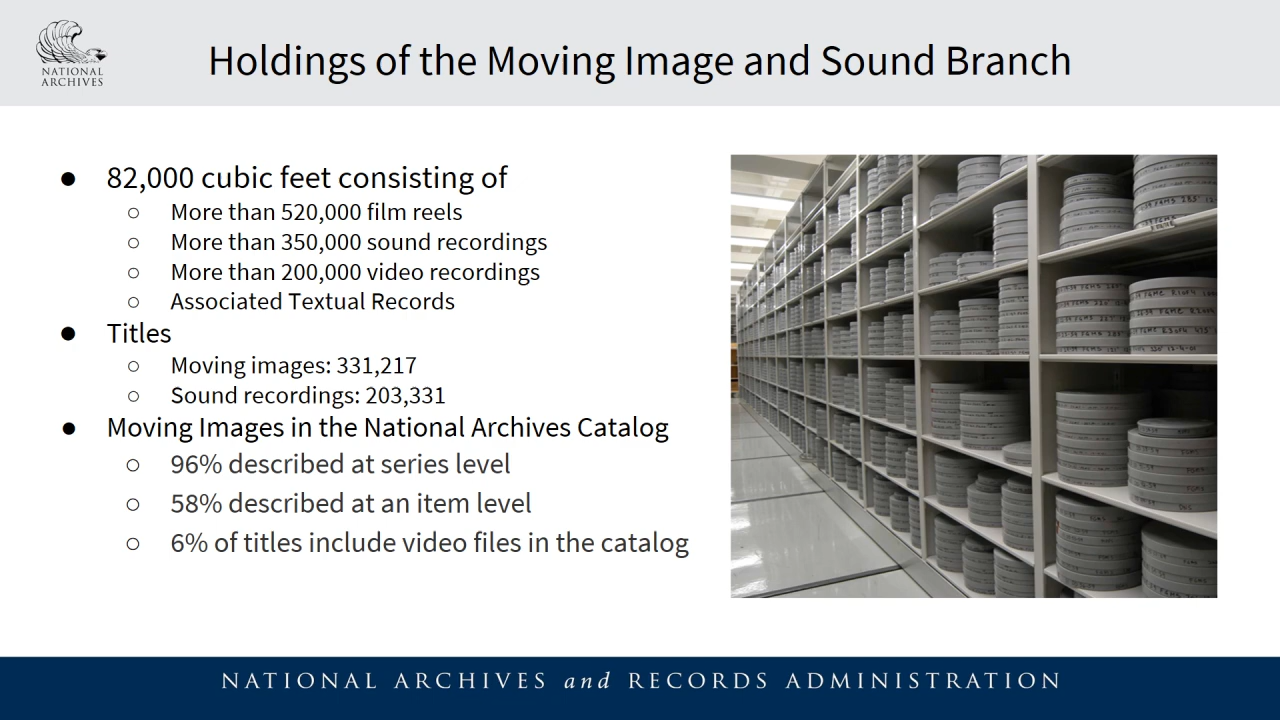 NATIONAL
ARCHIVES
Holdings of the Moving Image and Sound Branch
● 82,000 cubic feet consisting of
○ More than 520,000 film reels
○ More than 350,000 sound recordings
○ More than 200,000 video recordings
○ Associated Textual Records
● Titles
○ Moving images: 331,217
○ Sound recordings: 203,331
● Moving Images in the National Archives Catalog
○ 96% described at series level
○ 58% described at an item level
○ 6% of titles include video files in the catalog
NATIONAL ARCHIVES and RECORDS ADMINISTRATION